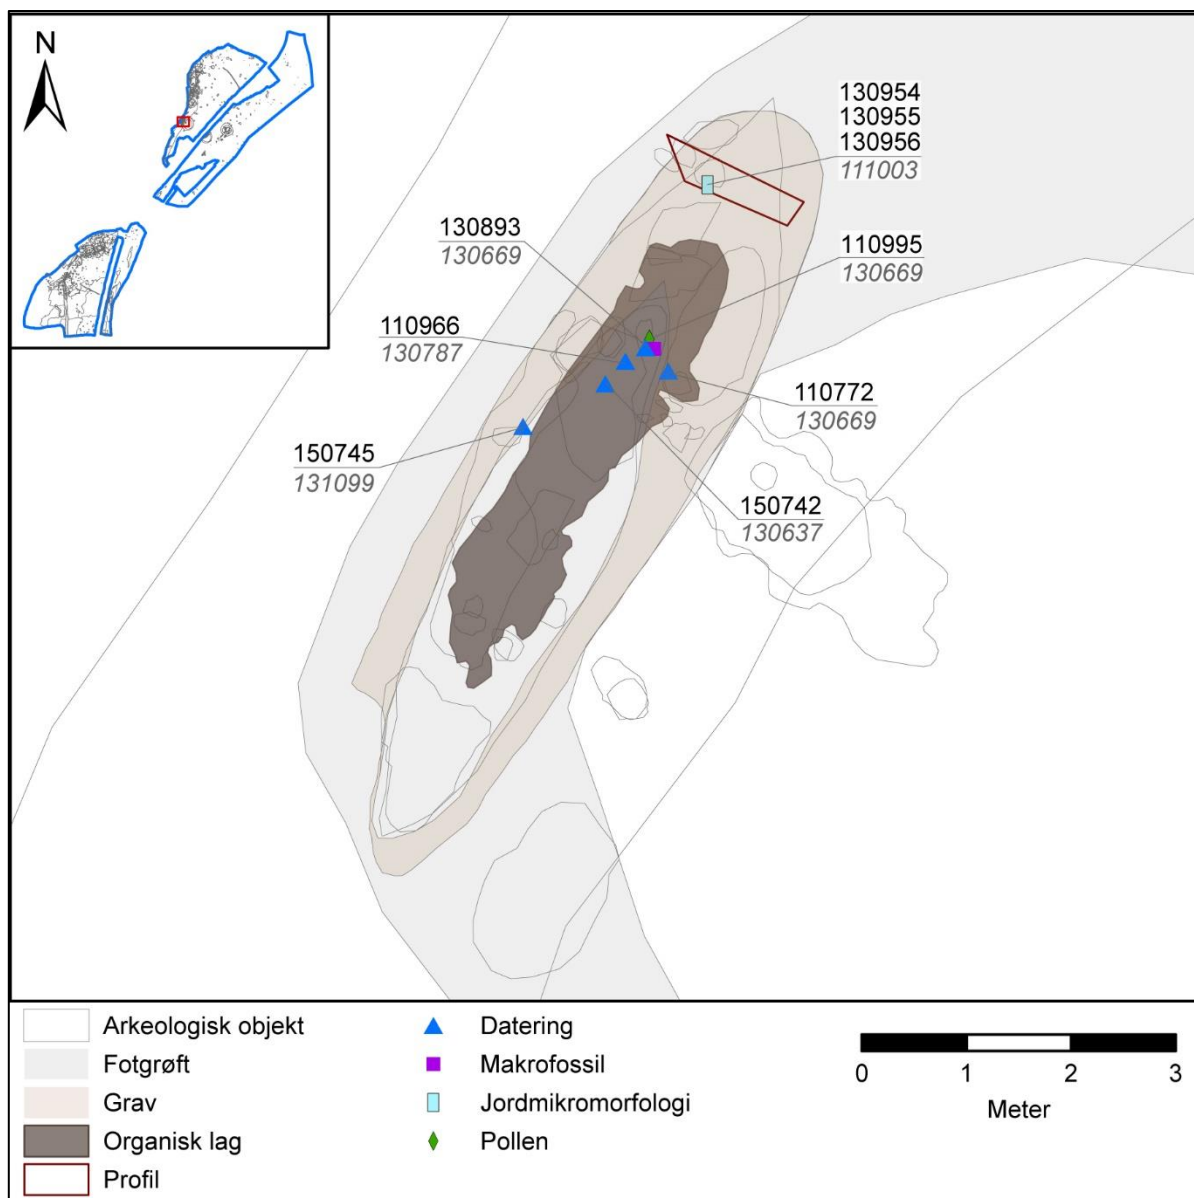 N
130954
130955
130956
111003
130893
130669
110995
130669
110966
130787
110772
130669
150745
131099
150742
130637
Arkeologisk objekt
Fotgrøft
Grav
Organisk lag
Profil
Datering
Makrofossil
Jordmikromorfologi
Pollen
0 1 2 3
Meter